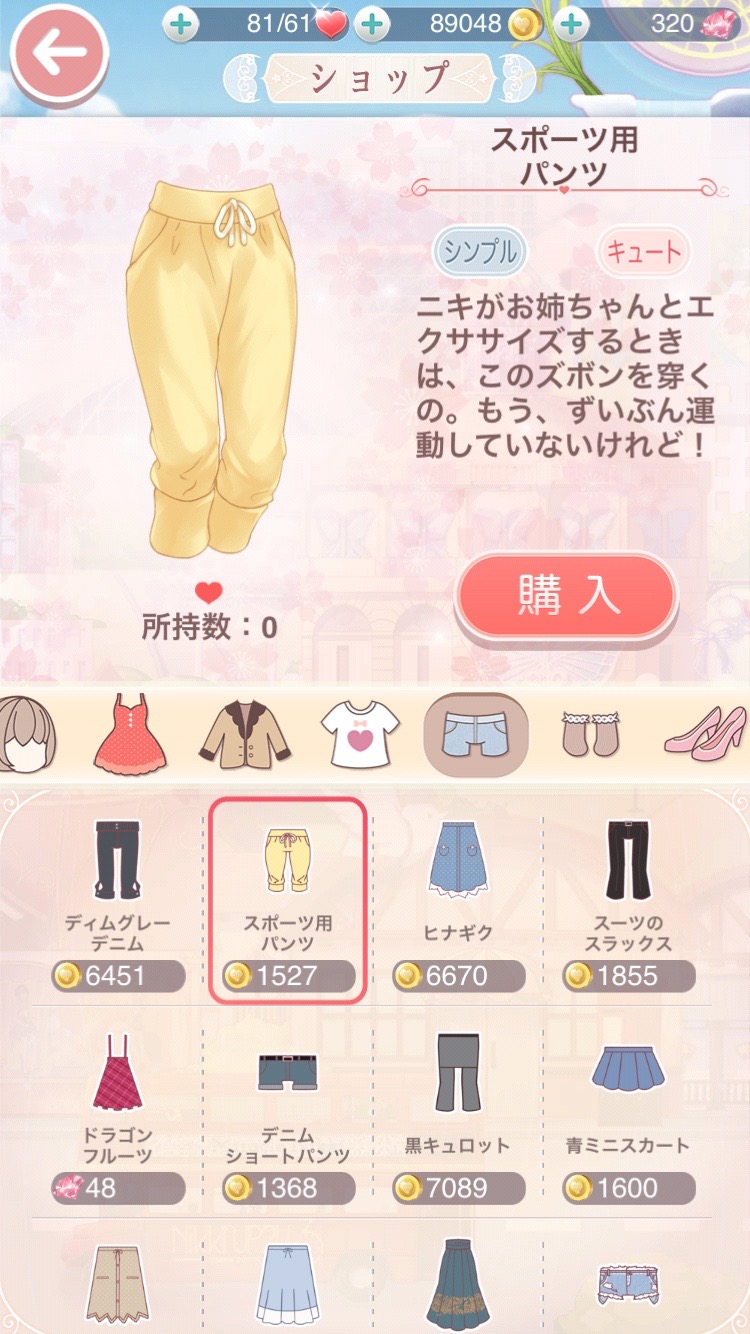 81/61
89048
320
ショップ
スポーツ用
パンツ
シンプル
キュート
ニキがお姉ちゃんとエ
クササイズするとき
は、このズボンを穿く
の。もう、ずいぶん運
動していないけれど！
所持数：0
購入
ディムグレー
デニム
6451
スポーツ用
パンツ
1527
ヒナギク
6670
スーツの
スラックス
1855
ドラゴン
フルーツ
48
デニム
ショートパンツ
1368
黒キュロット
7089
青ミニスカート
1600